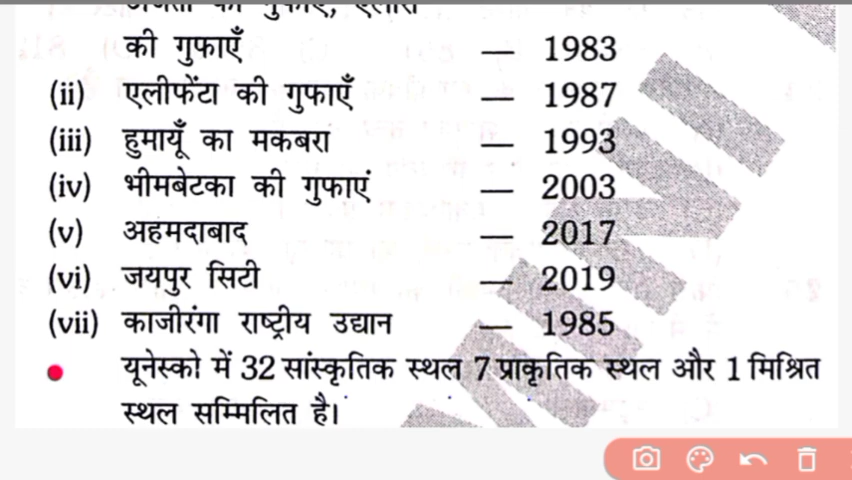 की गुफाएँ — 1983
(ii) एलीफेंटा की गुफाएँ — 1987
(iii) हुमायूँ का मकबरा — 1993
(iv) भीमबेटका की गुफाएं — 2003
(v) अहमदाबाद — 2017
(vi) जयपुर सिटी — 2019
(vii) काजीरंगा राष्ट्रीय उद्यान — 1985
यूनेस्को में 32 सांस्कृतिक स्थल 7 प्राकृतिक स्थल और 1 मिश्रित
स्थल सम्मिलित है।